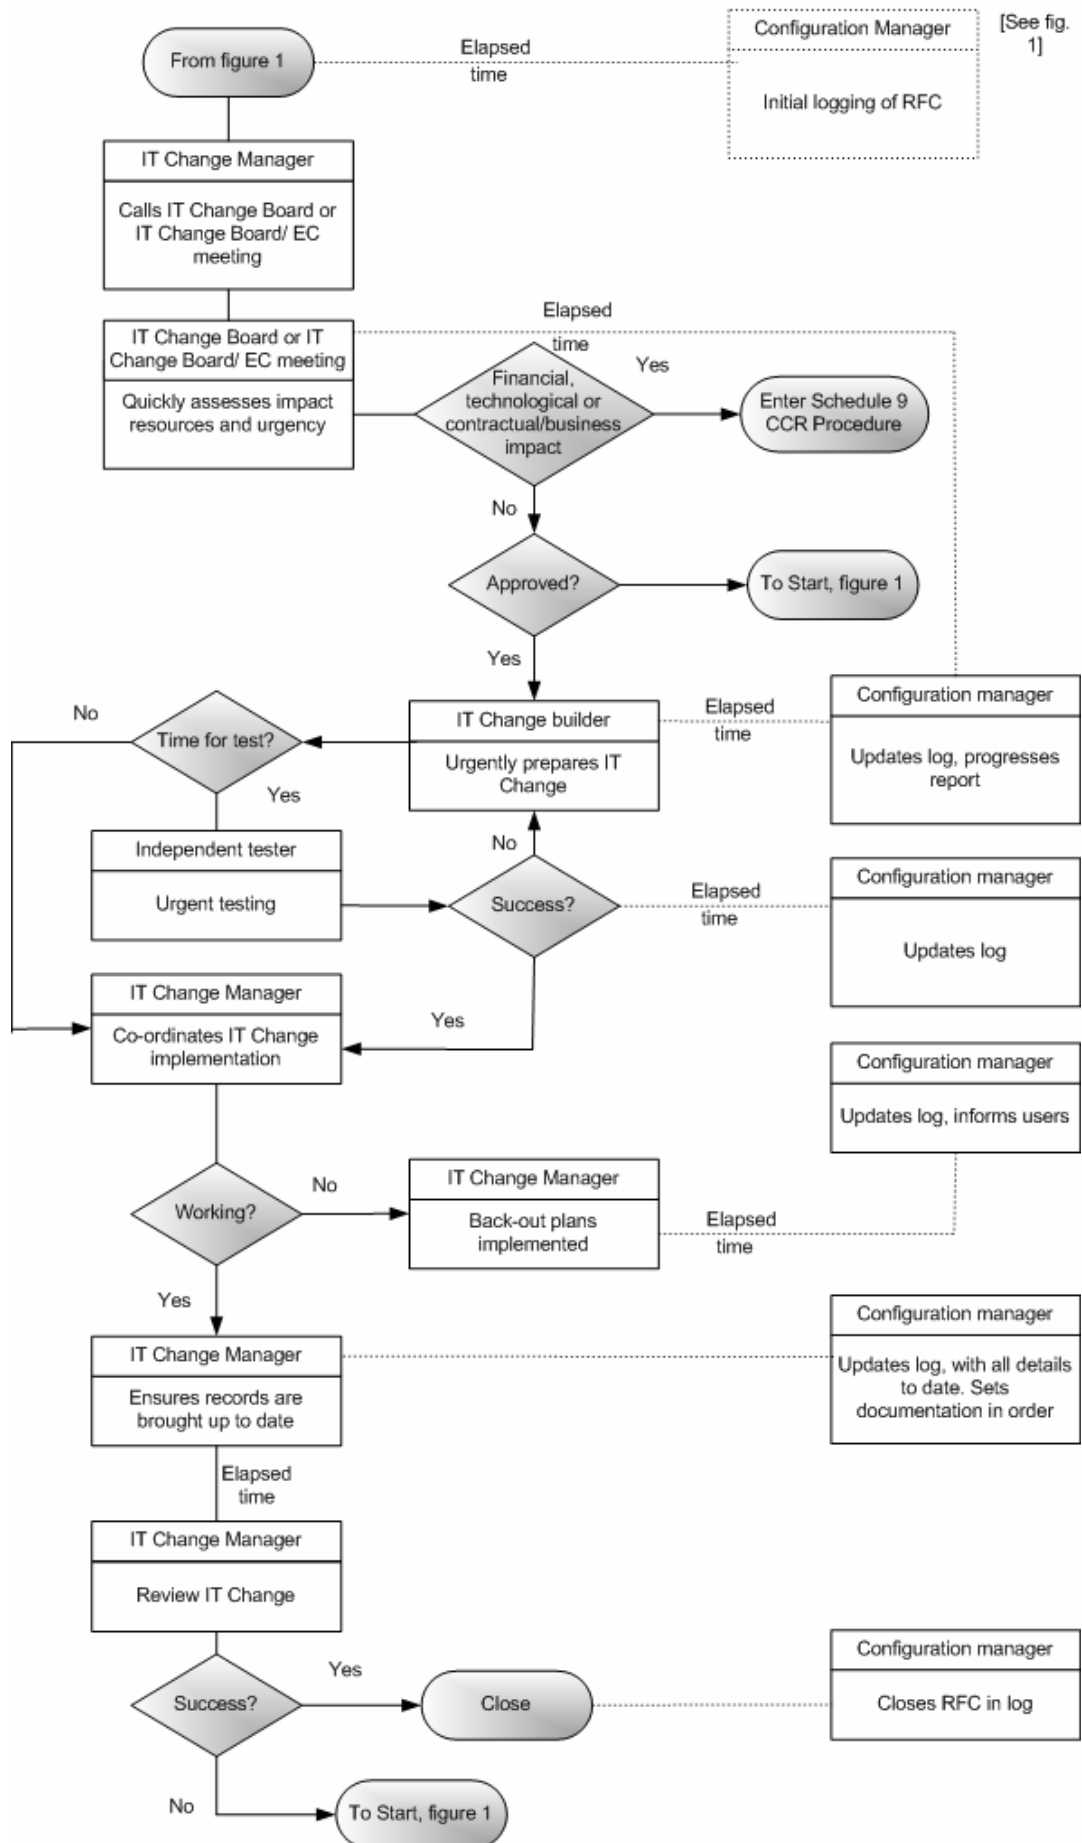 From figure 1
Elapsed
time
Configuration Manager
Initial logging of RFC
[See fig.
1]
IT Change Manager
Calls IT Change Board or
IT Change Board/ EC
meeting
IT Change Board or IT
Change Board/ EC meeting
Quickly assesses impact
resources and urgency
Elapsed
time
Financial,
technological or
contractual/business
impact
Yes
Enter Schedule 9
CCR Procedure
No
Approved?
To Start, figure 1
Yes
IT Change builder
Urgently prepares IT
Change
Elapsed
time
Configuration manager
Updates log, progresses
report
No
Time for test?
Yes
Independent tester
Urgent testing
No
Success?
Elapsed
time
Configuration manager
Updates log
Yes
IT Change Manager
Co-ordinates IT Change
implementation
Configuration manager
Updates log, informs users
Working?
No
IT Change Manager
Back-out plans
implemented
Elapsed
time
Yes
IT Change Manager
Ensures records are
brought up to date
Configuration manager
Updates log, with all details
to date. Sets
documentation in order
Elapsed
time
IT Change Manager
Review IT Change
Success?
Yes
Close
Configuration manager
Closes RFC in log
No
To Start, figure 1